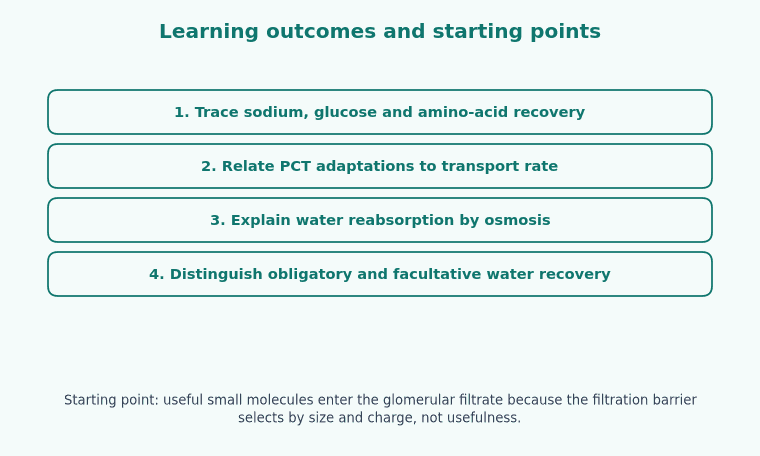 Learning outcomes and starting points
1. Trace sodium, glucose and amino-acid recovery
2. Relate PCT adaptations to transport rate
3. Explain water reabsorption by osmosis
4. Distinguish obligatory and facultative water recovery
Starting point: useful small molecules enter the glomerular filtrate because the filtration barrier
selects by size and charge, not usefulness.